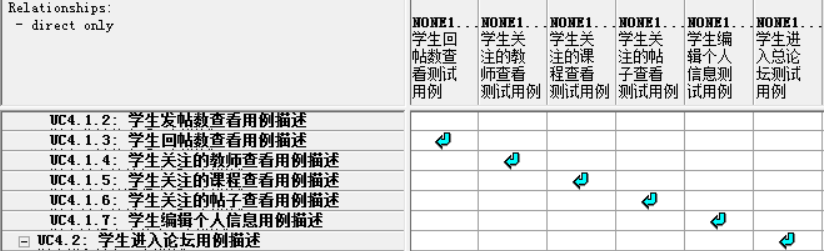 Relationships:
- direct only
NONE1... NONE1... NONE1... NONE1... NONE1... NONE1...
学生回 学生关 学生关 学生关 学生编 学生进
帖数查 注的教 注的课 注的帖 辑个人 入总论
看测试 师查看 程查看 子查看 信息测 坛测试
用例 测试用例 测试用例 测试用例 试用例 用例
UC4.1.2: 学生发帖数查看用例描述
UC4.1.3: 学生回帖数查看用例描述
UC4.1.4: 学生关注的教师查看用例描述
UC4.1.5: 学生关注的课程查看用例描述
UC4.1.6: 学生关注的帖子查看用例描述
UC4.1.7: 学生编辑个人信息用例描述
UC4.2: 学生进入论坛用例描述